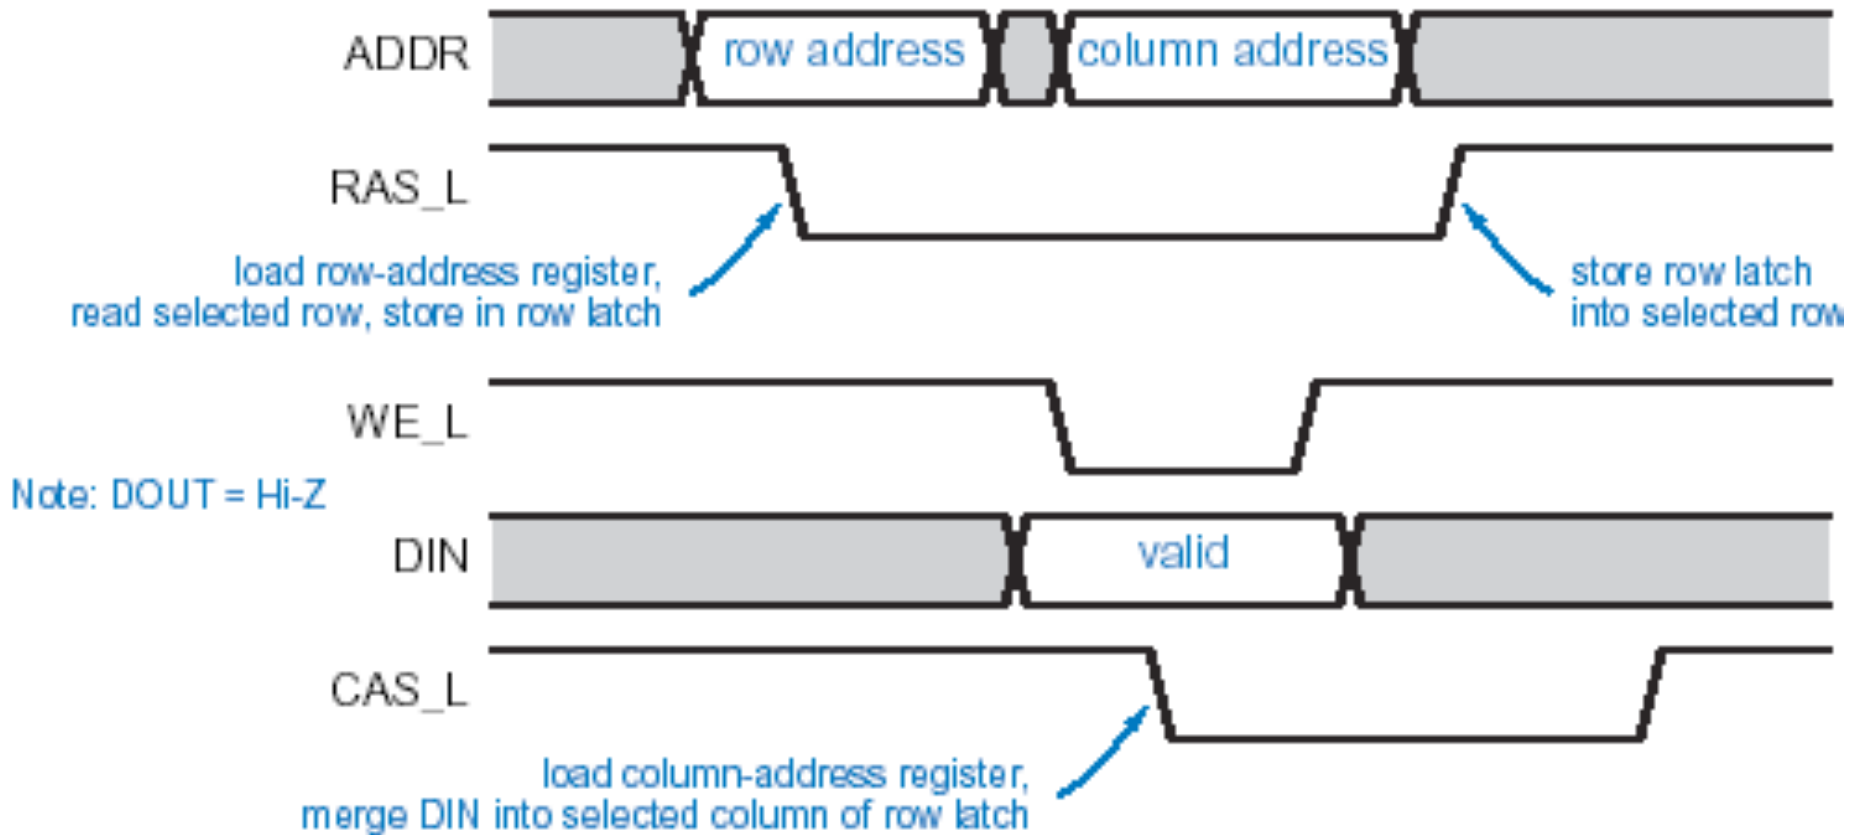 ADDR
row address
column address
RAS_L
load row-address register,
read selected row, store in row latch
store row latch
into selected row
WE_L
Note: DOUT = Hi-Z
DIN
valid
CAS_L
load column-address register,
merge DIN into selected column of row latch